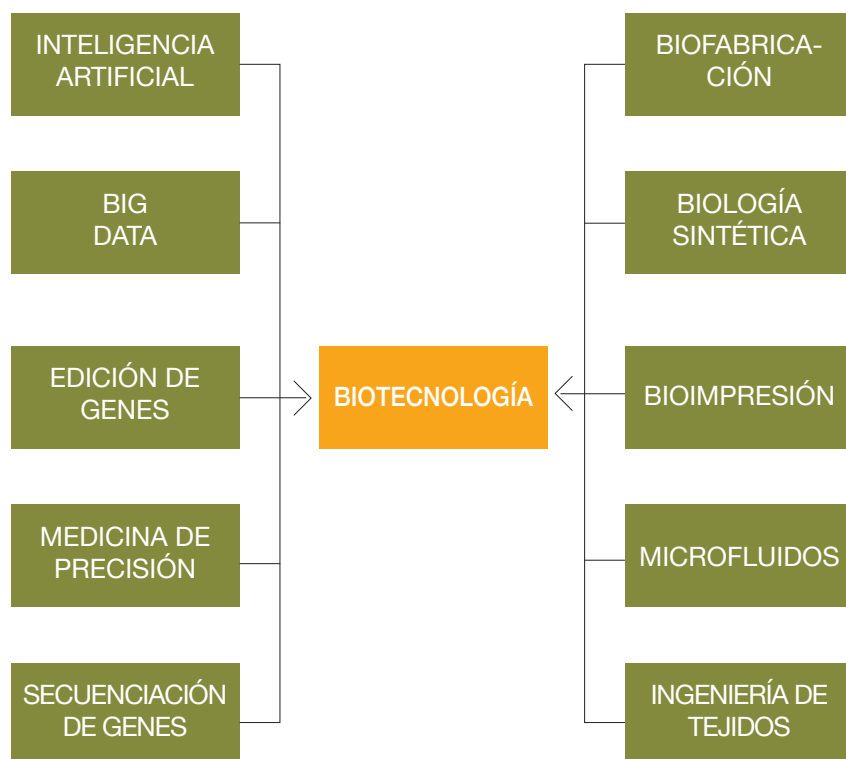 INTELIGENCIA
ARTIFICIAL
BIG
DATA
EDICIÓN DE
GENES
MEDICINA DE
PRECISIÓN
SECUENCIACIÓN
DE GENES
BIOTECNOLOGÍA
BIOFABRICA-
CIÓN
BIOLOGÍA
SINTÉTICA
BIOIMPRESIÓN
MICROFLUIDOS
INGENIERÍA DE
TEJIDOS